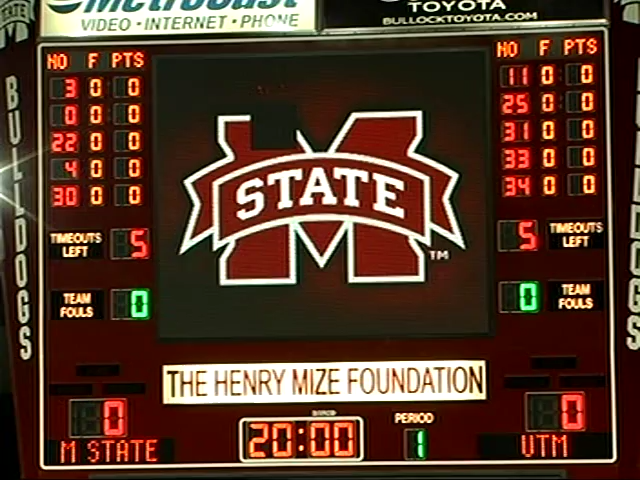 MetroCast
VIDEO • INTERNET • PHONE
TOYOTA
BULLOCKTOYOTA.COM
NO F PTS
3 0 0
0 0 0
22 0 0
4 0 0
30 0 0
TIMEOUTS LEFT 5
TEAM FOULS 0
BULLDOGS
STATE
TM
NO F PTS
11 0 0
25 0 0
31 0 0
33 0 0
34 0 0
5 TIMEOUTS LEFT
0 TEAM FOULS
THE HENRY MIZE FOUNDATION
0
M STATE
20:00
PERIOD
1
0
UTM